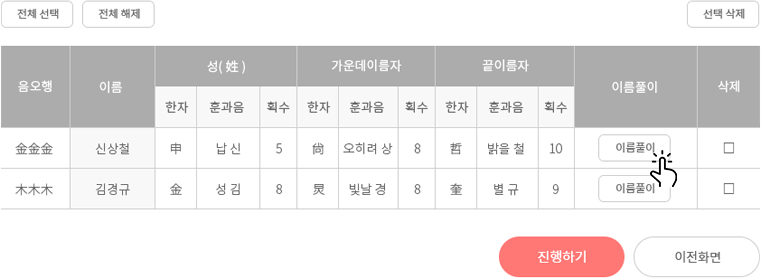 전체 선택 전체 해제 선택 삭제
음오행 이름 성( 姓 ) 가운데이름자 끝이름자 이름풀이 삭제
한자 훈과음 획수 한자 훈과음 획수 한자 훈과음 획수
金金金 신상철 申 납 신 5 尙 오히려 상 8 哲 밝을 철 10 이름풀이
木木木 김경규 金 성 김 8 炅 빛날 경 8 奎 별 규 9 이름풀이
진행하기 이전화면